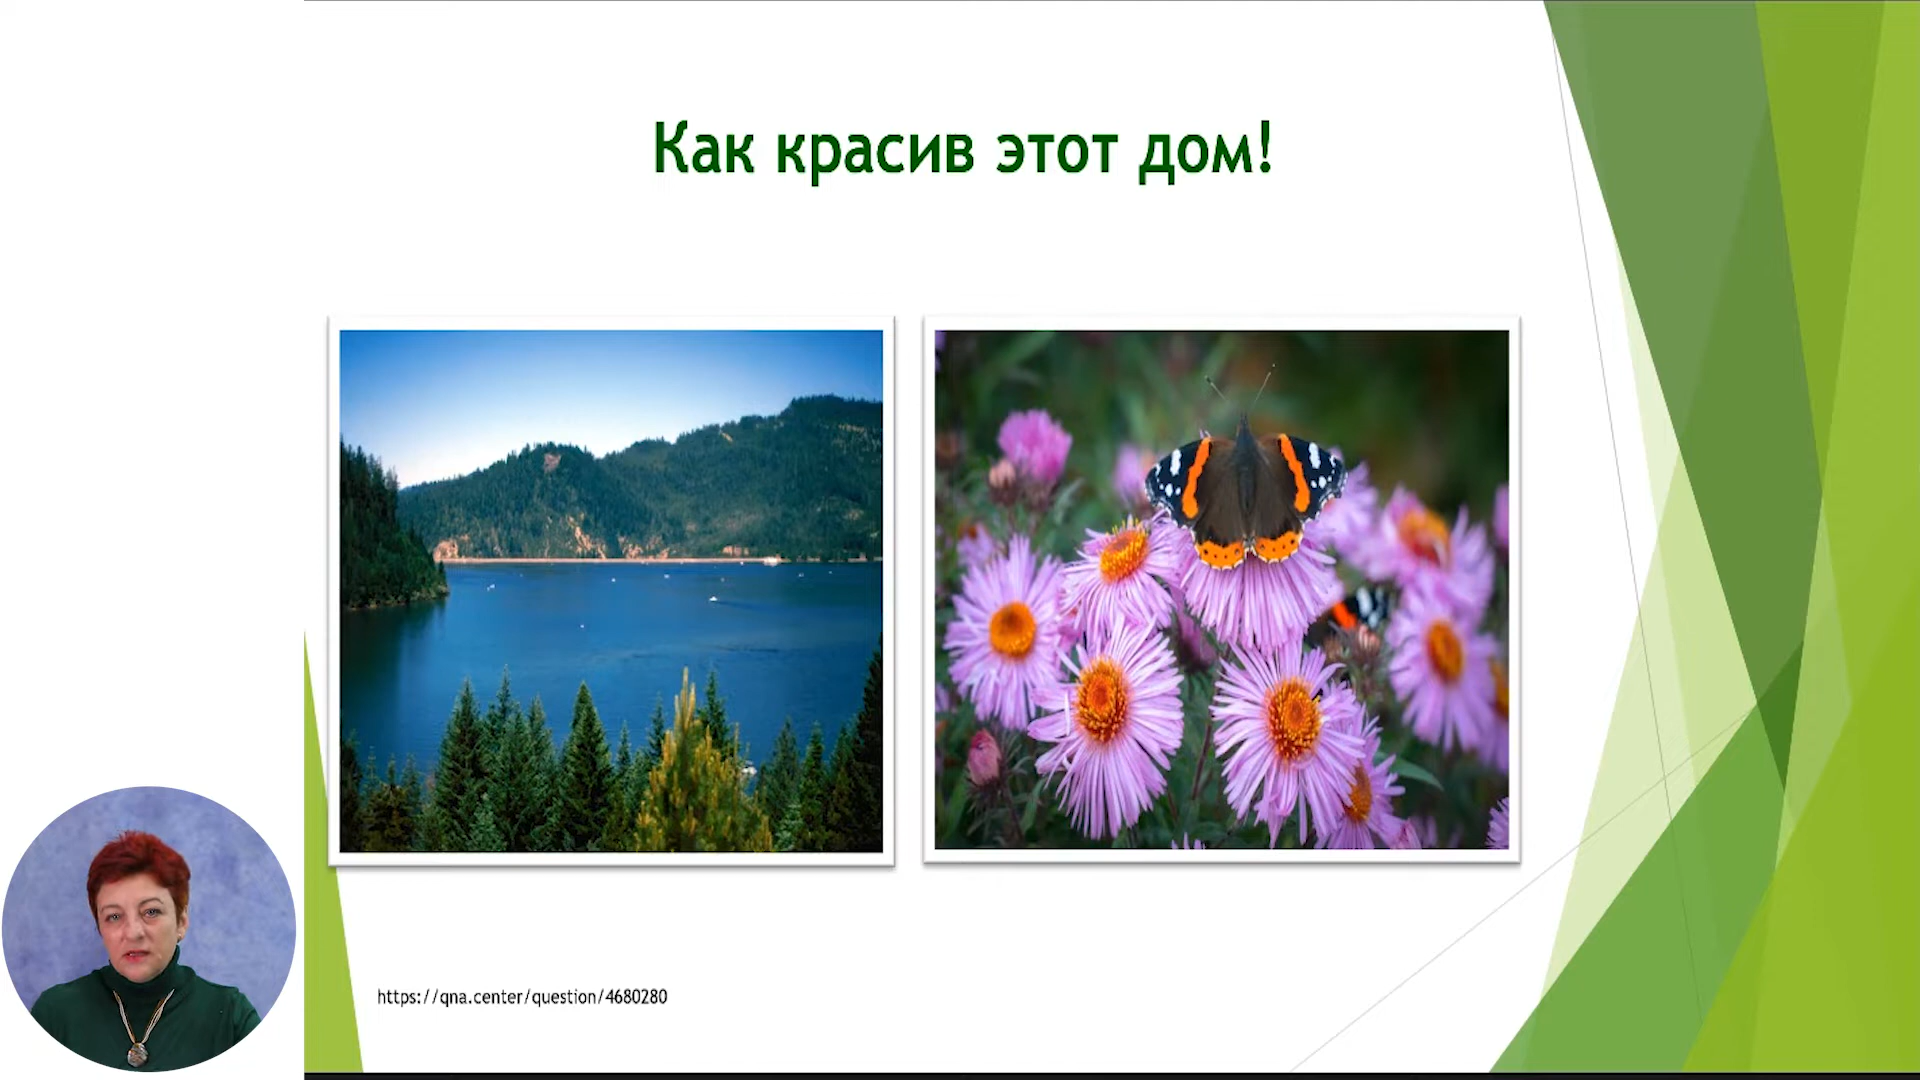 Как красив этот дом!
https://qna.center/question/4680280